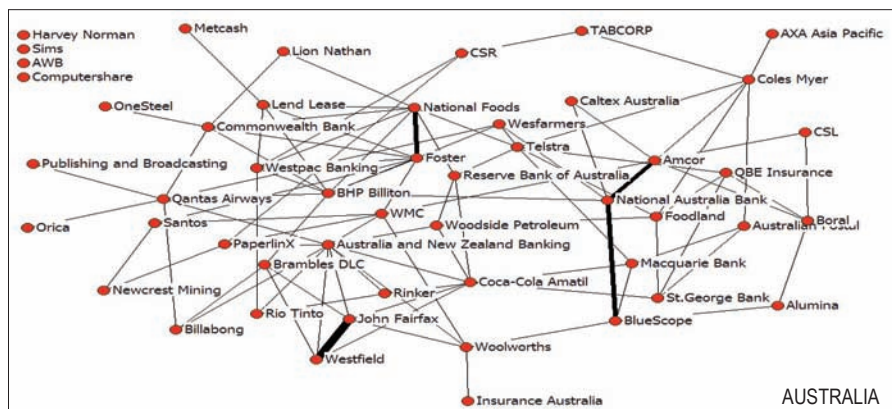 Metcash
Harvey Norman
TABCORP
AXA Asia Pacific
Sims
Lion Nathan
CSR
AWB
Computershare
Coles Myer
OneSteel
Lend Lease
National Foods
Caltex Australia
Commonwealth Bank
Wesfarmers
CSL
Telstra
Publishing and Broadcasting
Westpac Banking
Foster
Amcor
Reserve Bank of Australia
QBE Insurance
Qantas Airways
BHP Billiton
National Australia Bank
Orica
Santos
WMC
Woodside Petroleum
Foodland
Australian
Boral
PaperlinX
Australia and New Zealand Banking
Brambles DLC
Macquarie Bank
Newcrest Mining
Rinker
Coca-Cola Amatil
St.George Bank
Alumina
Billabong
Rio Tinto
John Fairfax
BlueScope
Westfield
Woolworths
Insurance Australia
AUSTRALIA